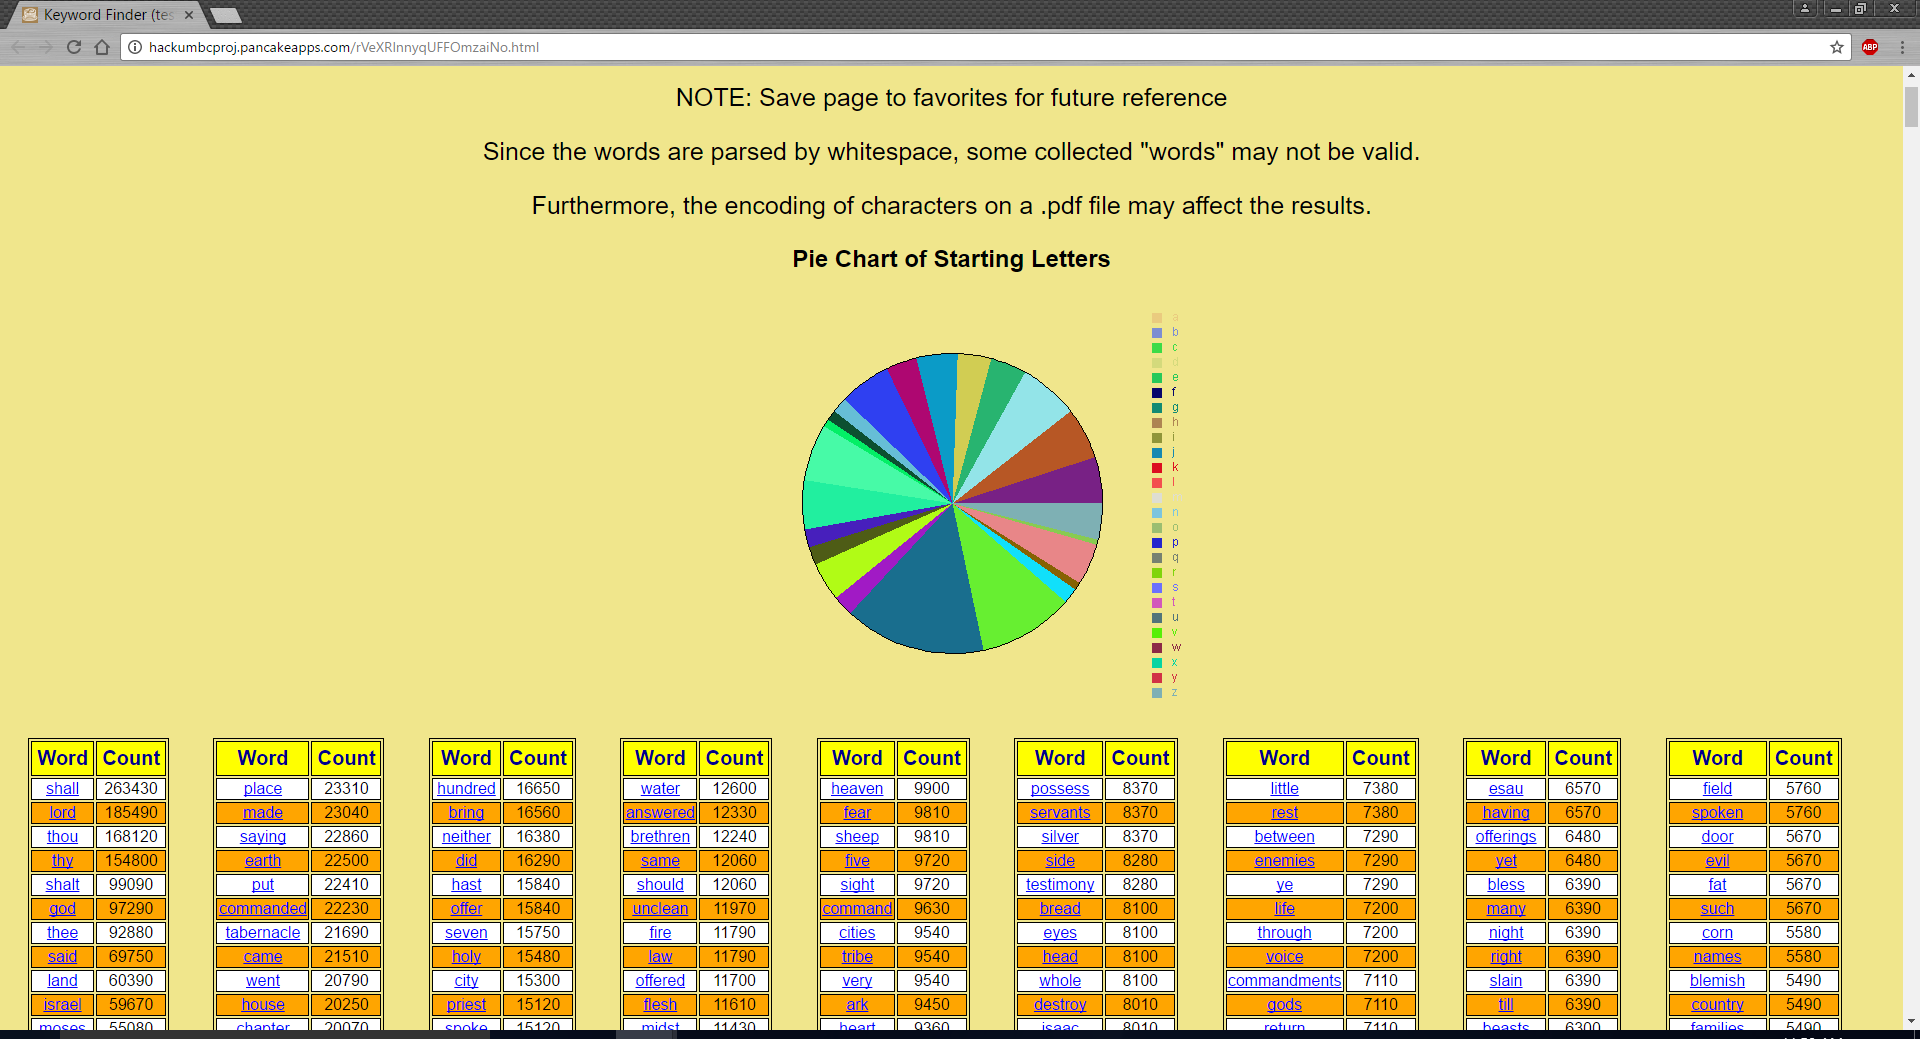 Keyword Finder (tes
hackumbcproj.pancakeapps.com/rVeXRlnnyqUFFOmzaiNo.html
ABP
NOTE: Save page to favorites for future reference
Since the words are parsed by whitespace, some collected "words" may not be valid.
Furthermore, the encoding of characters on a .pdf file may affect the results.
Pie Chart of Starting Letters
a
b
c
d
e
f
g
h
i
j
k
l
n
o
p
q
r
s
t
u
v
w
x
y
z
Word Count Word Count Word Count Word Count Word Count Word Count Word Count Word Count Word Count
shall 263430 place 23310 hundred 16650 water 12600 heaven 9900 possess 8370 little 7380 esau 6570 field 5760
lord 185490 made 23040 bring 16560 answered 12330 fear 9810 servants 8370 rest 7380 having 6570 spoken 5760
thou 168120 saying 22860 neither 16380 brethren 12240 sheep 9810 silver 8370 between 7290 offerings 6480 door 5670
thy 154800 earth 22500 did 16290 same 12060 five 9720 side 8280 enemies 7290 yet 6480 evil 5670
shalt 99090 put 22410 hast 15840 should 12060 sight 9720 testimony 8280 ye 7290 bless 6390 fat 5670
god 97290 commanded 22230 offer 15840 unclean 11970 command 9630 bread 8100 life 7200 many 6390 such 5670
thee 92880 tabernacle 21690 seven 15750 fire 11790 cities 9540 eyes 8100 through 7200 night 6390 corn 5580
said 69750 came 21510 holy 15480 law 11790 tribe 9540 head 8100 voice 7200 right 6390 names 5580
land 60390 went 20790 city 15300 offered 11700 very 9540 whole 8100 commandments 7110 slain 6390 blemish 5490
israel 59670 house 20250 priest 15120 flesh 11610 ark 9450 destroy 8010 gods 7110 till 6390 country 5490
moses 55080 chapter 20070 spoke 15120 midst 11430 heart 9360 isaac 8010 return 7110 beasts 6300 families 5490